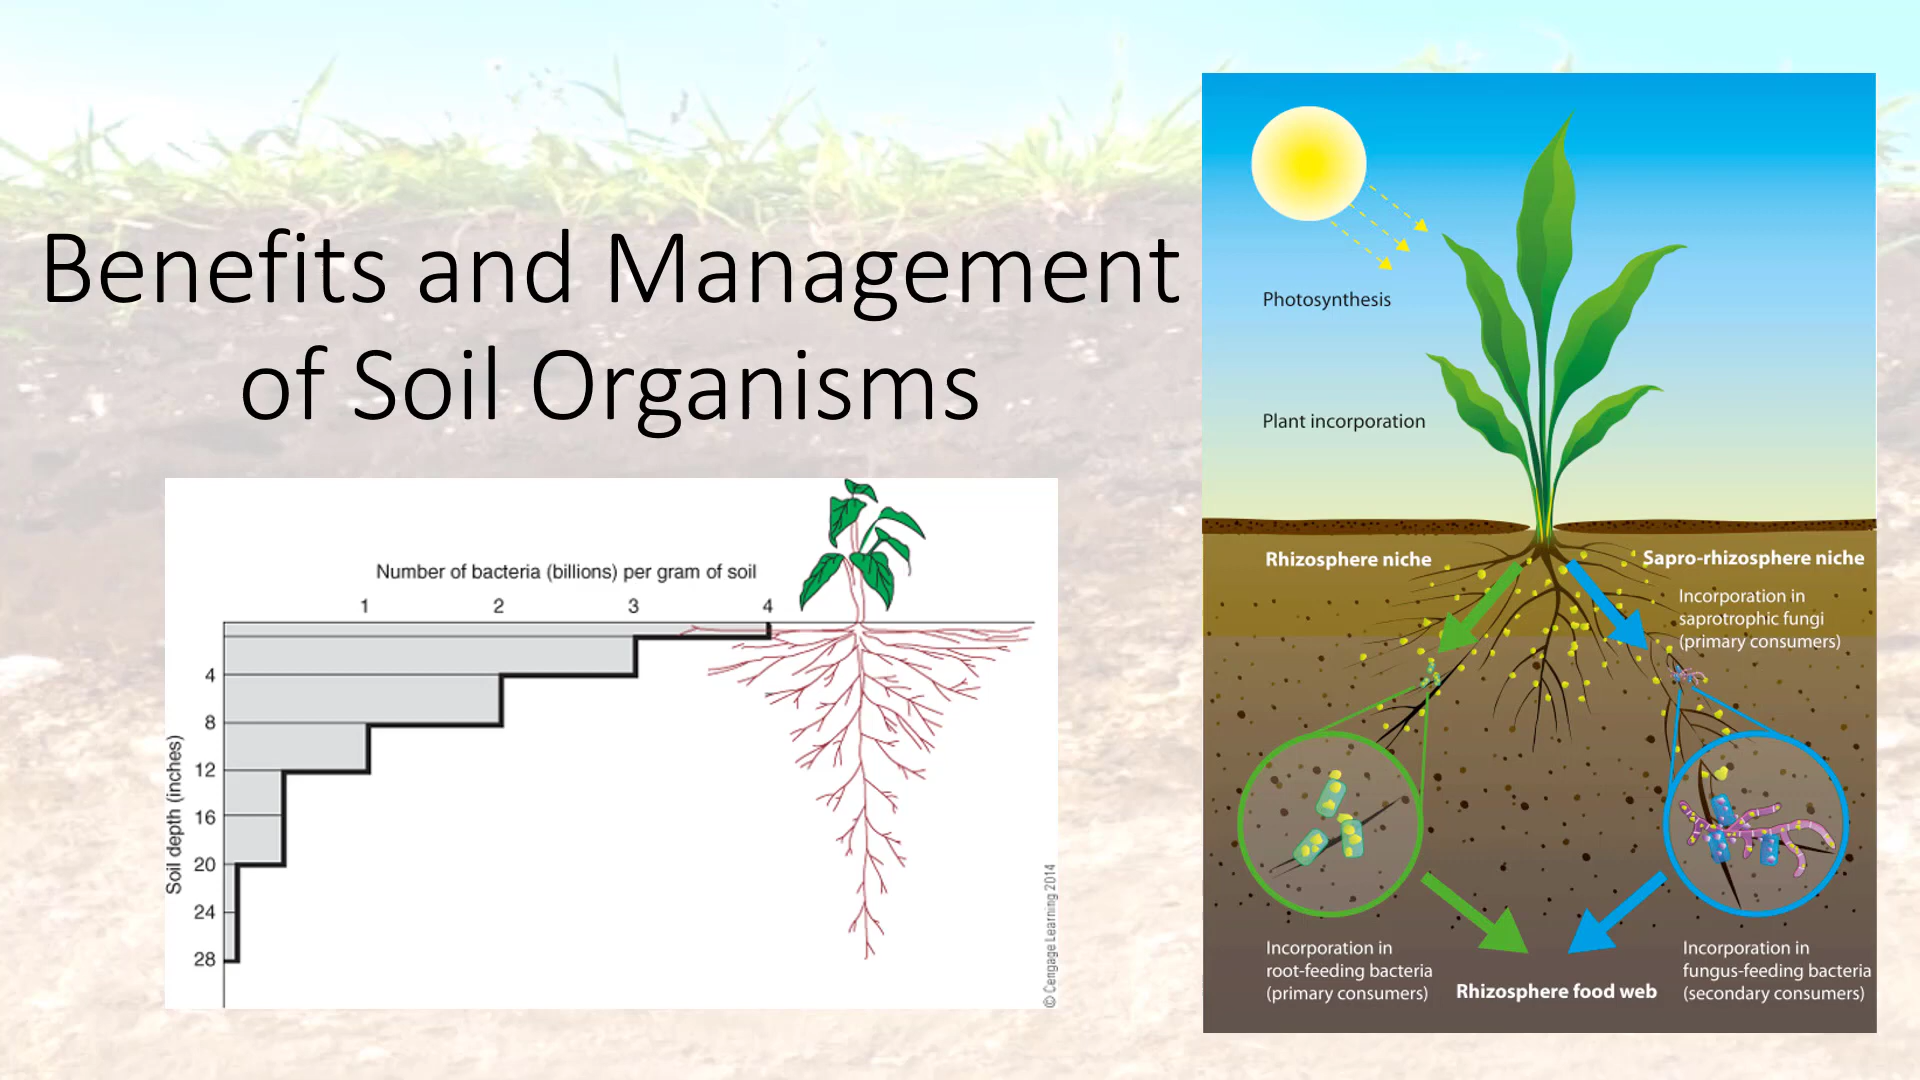 Benefits and Management
of Soil Organisms
Number of bacteria (billions) per gram of soil
1 2 3 4
Soil depth (inches)
4
8
12
16
20
24
28
© Cengage Learning 2014
Photosynthesis
Plant incorporation
Rhizosphere niche
Sapro-rhizosphere niche
Incorporation in
saprotrophic fungi
(primary consumers)
Incorporation in
root-feeding bacteria
(primary consumers)
Rhizosphere food web
Incorporation in
fungus-feeding bacteria
(secondary consumers)